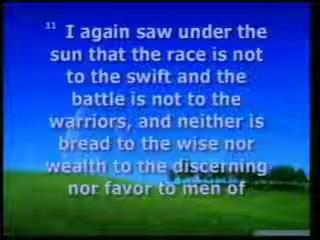 11 I again saw under the
sun that the race is not
to the swift and the
battle is not to the
warriors, and neither is
bread to the wise nor
wealth to the discerning
nor favor to men of